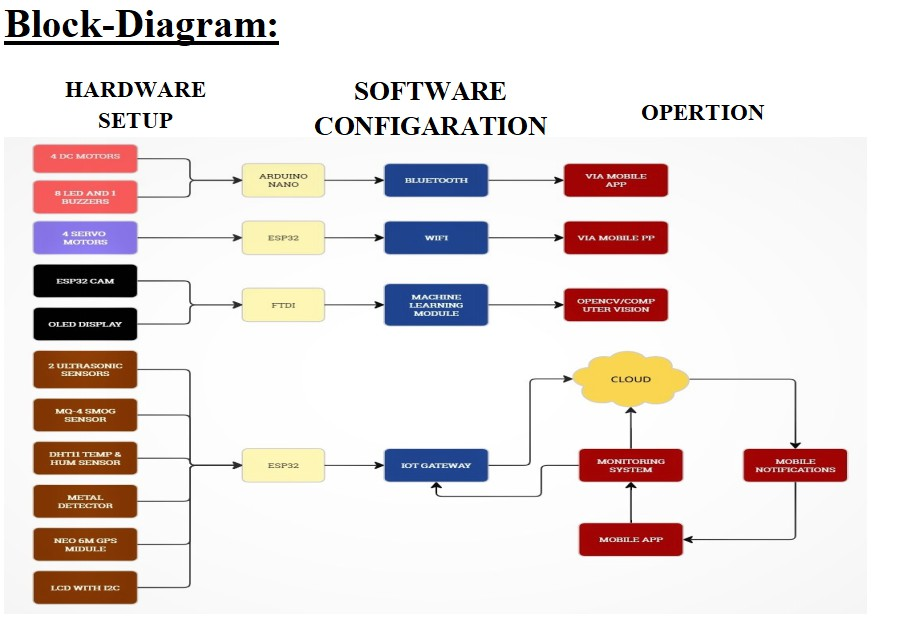 Block-Diagram:
HARDWARE
SETUP
SOFTWARE
CONFIGARATION
OPERTION
4 DC MOTORS
8 LED AND 1
BUZZERS
ARDUINO
NANO
BLUETOOTH
VIA MOBILE
APP
4 SERVO
MOTORS
ESP32
WIFI
VIA MOBILE PP
ESP32 CAM
OLED DISPLAY
FTDI
MACHINE
LEARNING
MODULE
OPENCV/COMP
UTER VISION
2 ULTRASONIC
SENSORS
MQ-4 SMOG
SENSOR
DHT11 TEMP &
HUM SENSOR
METAL
DETECTOR
NEO 6M GPS
MIDULE
LCD WITH I2C
ESP32
IOT GATEWAY
CLOUD
MONITORING
SYSTEM
MOBILE
NOTIFICATIONS
MOBILE APP